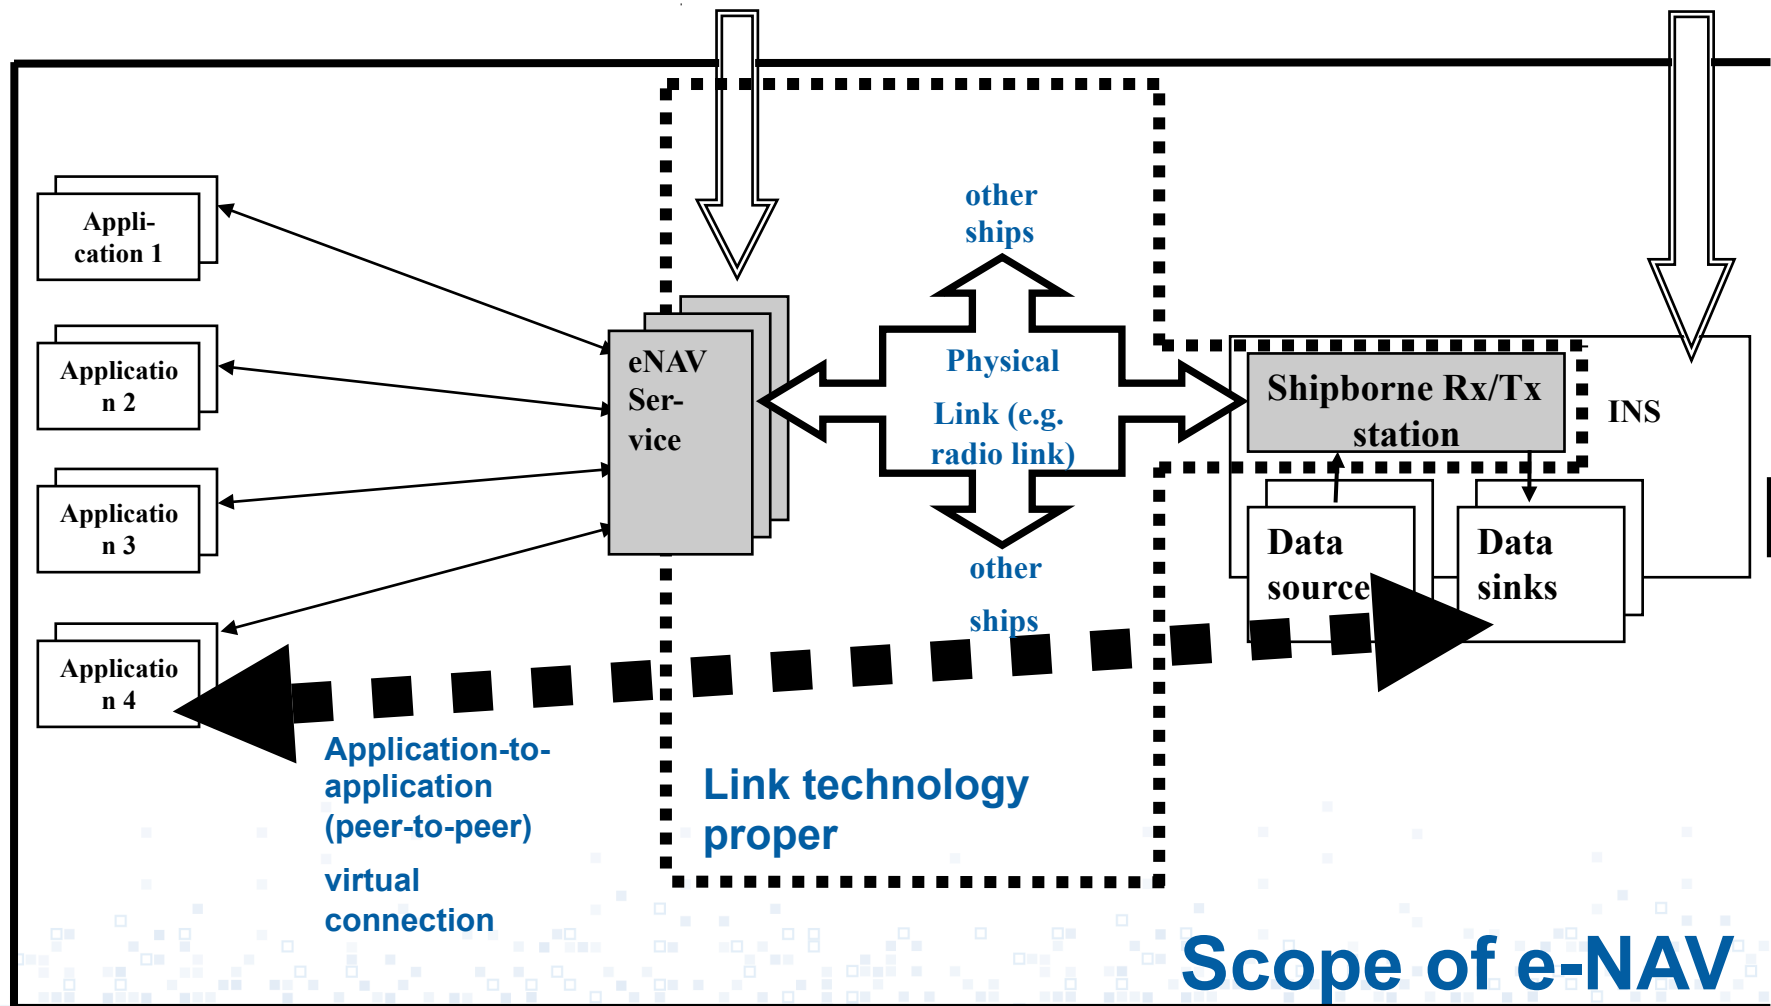 Appli-
cation 1
Applicatio
n 2
Applicatio
n 3
Applicatio
n 4
eNAV
Ser-
vice
other
ships
Physical
Link (e.g.
radio link)
other
ships
Shipborne Rx/Tx
station
INS
Data
source
Data
sinks
Application-to-
application
(peer-to-peer)
virtual
connection
Link technology
proper
Scope of e-NAV